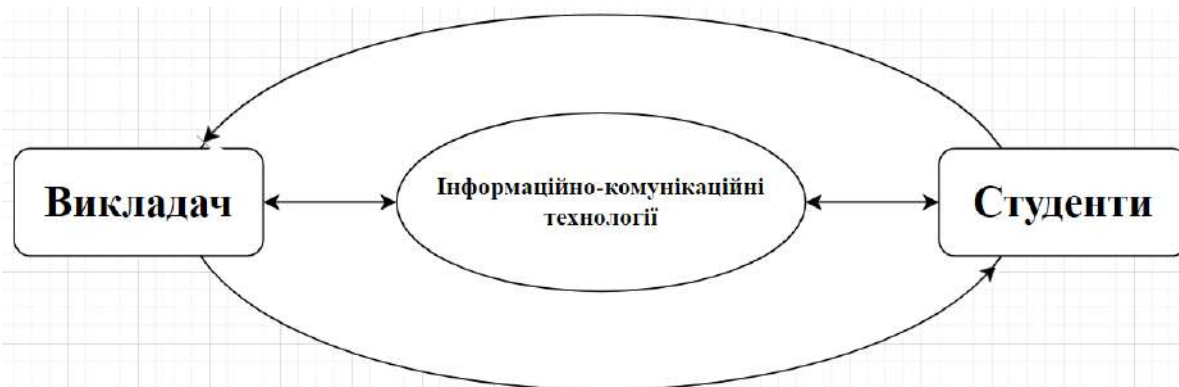 Викладач
Інформаційно-комунікаційні
технології
Студенти